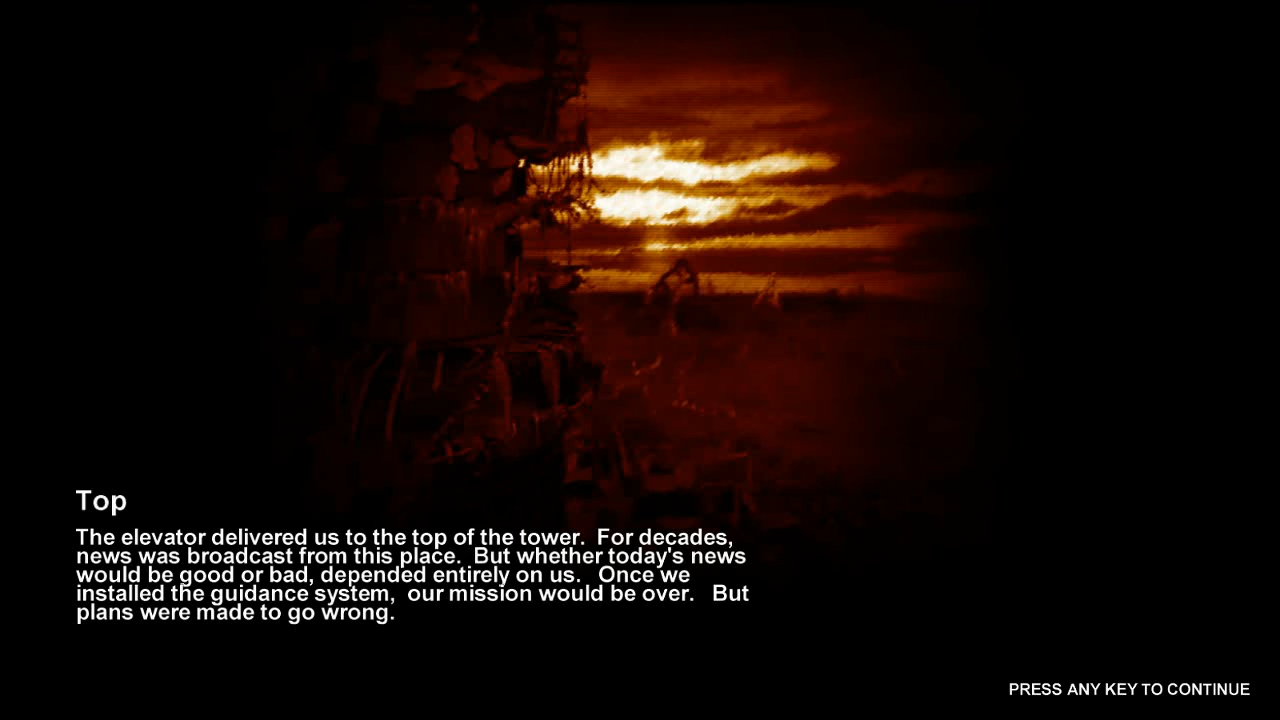 Top
The elevator delivered us to the top of the tower.  For decades,
news was broadcast from this place.  But whether today's news
would be good or bad, depended entirely on us.   Once we
installed the guidance system,  our mission would be over.   But
plans were made to go wrong.
PRESS ANY KEY TO CONTINUE